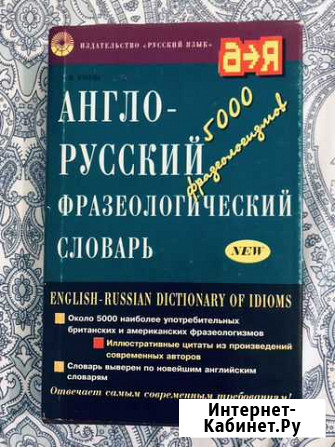 ИЗДАТЕЛЬСТВО «РУССКИЙ ЯЗЫК»
а→я
АНГЛО-
РУССКИЙ
5000
фразеологизмов
ФРАЗЕОЛОГИЧЕСКИЙ
СЛОВАРЬ
NEW
ENGLISH-RUSSIAN DICTIONARY OF IDIOMS
Около 5000 наиболее употребительных
британских и американских фразеологизмов
Иллюстративные цитаты из произведений
современных авторов
Словарь выверен по новейшим английским
словарям
Отвечает самым современным требованиям!
Интернет-
Кабинет.Ру